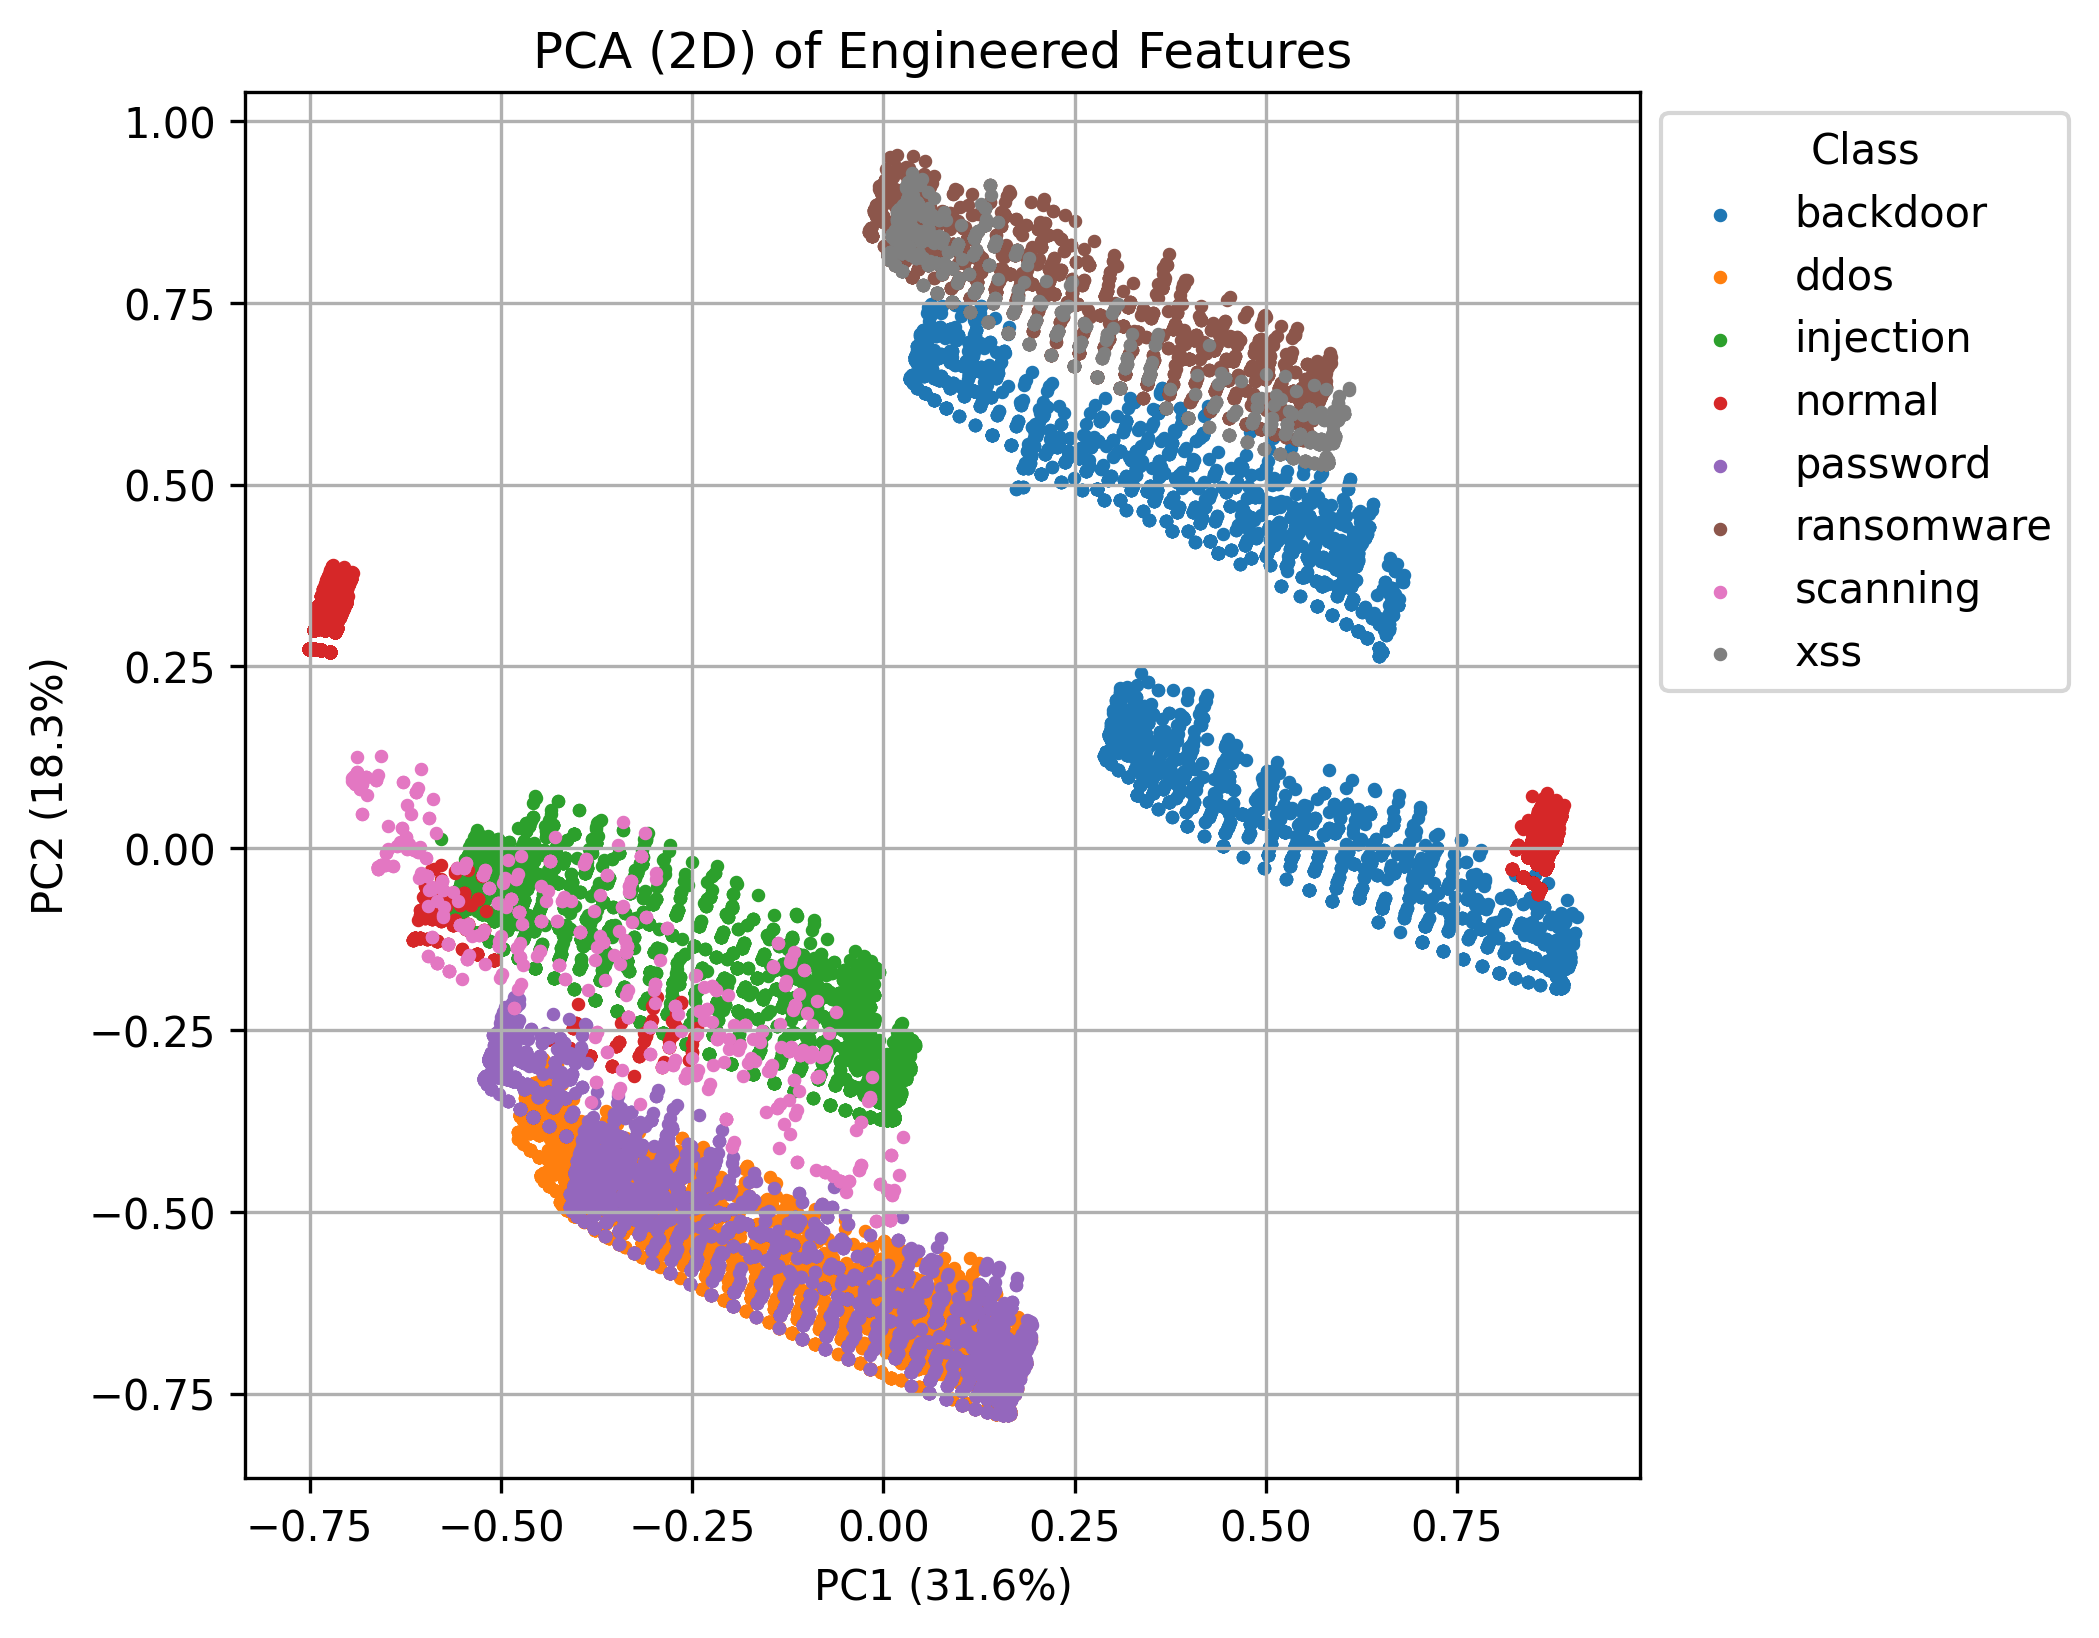 PCA (2D) of Engineered Features
1.00
0.75
0.50
0.25
0.00
−0.25
−0.50
−0.75
PC2 (18.3%)
−0.75 −0.50 −0.25 0.00 0.25 0.50 0.75
PC1 (31.6%)
Class
backdoor
ddos
injection
normal
password
ransomware
scanning
xss